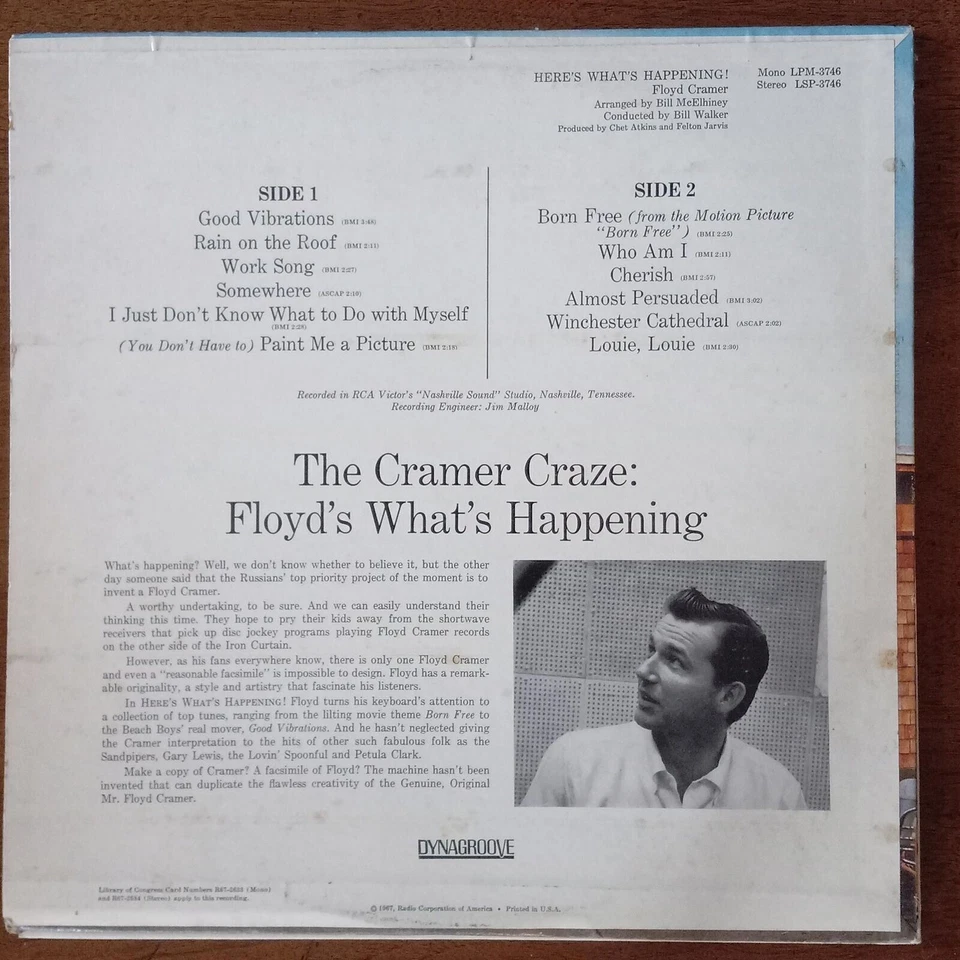 HERE'S WHAT'S HAPPENING!
Floyd Cramer
Arranged by Bill McElhiney
Conducted by Bill Walker
Produced by Chet Atkins and Felton Jarvis
Mono LPM-3746
Stereo LSP-3746
SIDE 1
Good Vibrations (BMI 2:48)
Rain on the Roof (BMI 2:11)
Work Song (BMI 2:27)
Somewhere (ASCAP 2:10)
I Just Don't Know What to Do with Myself
(BMI 2:28)
(You Don't Have to) Paint Me a Picture (BMI 2:18)
SIDE 2
Born Free (from the Motion Picture
"Born Free") (BMI 2:25)
Who Am I (BMI 2:11)
Cherish (BMI 2:57)
Almost Persuaded (BMI 3:02)
Winchester Cathedral (ASCAP 2:02)
Louie, Louie (BMI 2:30)
Recorded in RCA Victor's "Nashville Sound" Studio, Nashville, Tennessee.
Recording Engineer: Jim Malloy
The Cramer Craze:
Floyd's What's Happening
What's happening? Well, we don't know whether to believe it, but the other
day someone said that the Russians' top priority project of the moment is to
invent a Floyd Cramer.
A worthy undertaking, to be sure. And we can easily understand their
thinking this time. They hope to pry their kids away from the shortwave
receivers that pick up disc jockey programs playing Floyd Cramer records
on the other side of the Iron Curtain.
However, as his fans everywhere know, there is only one Floyd Cramer
and even a "reasonable facsimile" is impossible to design. Floyd has a remark-
able originality, a style and artistry that fascinate his listeners.
In HERE'S WHAT'S HAPPENING! Floyd turns his keyboard's attention to
a collection of top tunes, ranging from the lilting movie theme Born Free to
the Beach Boys' real mover, Good Vibrations. And he hasn't neglected giving
the Cramer interpretation to the hits of other such fabulous folk as the
Sandpipers, Gary Lewis, the Lovin' Spoonful and Petula Clark.
Make a copy of Cramer? A facsimile of Floyd? The machine hasn't been
invented that can duplicate the flawless creativity of the Genuine, Original
Mr. Floyd Cramer.
DYNAGROOVE
Library of Congress Card Numbers (Mono)
and (Stereo) apply to this recording.
© 1967, Radio Corporation of America • Printed in U.S.A.